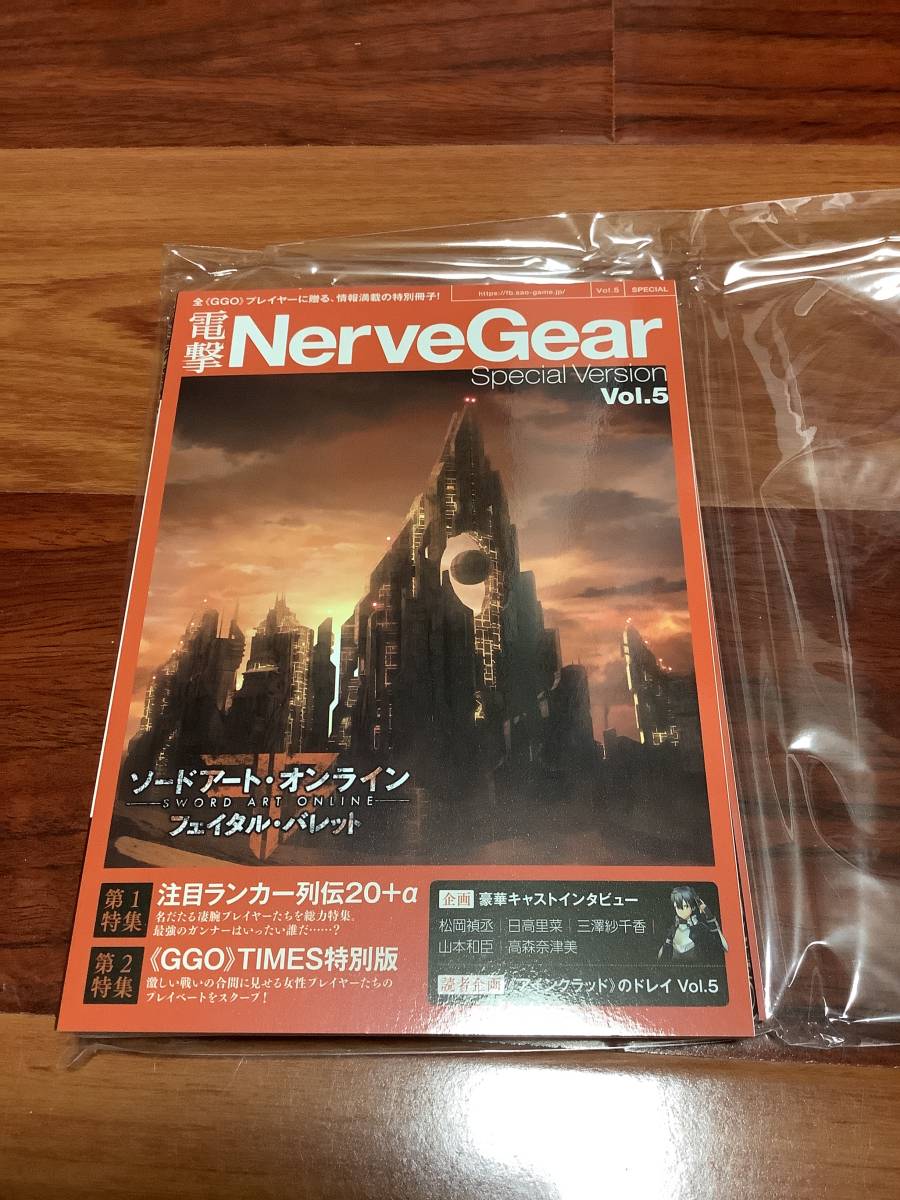 全《GGO》プレイヤーに贈る、情報満載の特別冊子!
https://fb.sao-game.jp/
Vol.5
SPECIAL
電撃 NerveGear
Special Version
Vol.5
ソードアート・オンライン
SWORD ART ONLINE
フェイタル・バレット
第1特集
注目ランカー列伝20+α
名だたる凄腕プレイヤーたちを総力特集。
最強のガンナーはいったい誰だ……?
第2特集
《GGO》TIMES特別版
激しい戦いの合間に見せる女性プレイヤーたちの
プライベートをスクープ!
企画 豪華キャストインタビュー
松岡禎丞|日高里菜|三澤紗千香|
山本和臣|高森奈津美
読者企画 《アインクラッド》のドレイ Vol.5